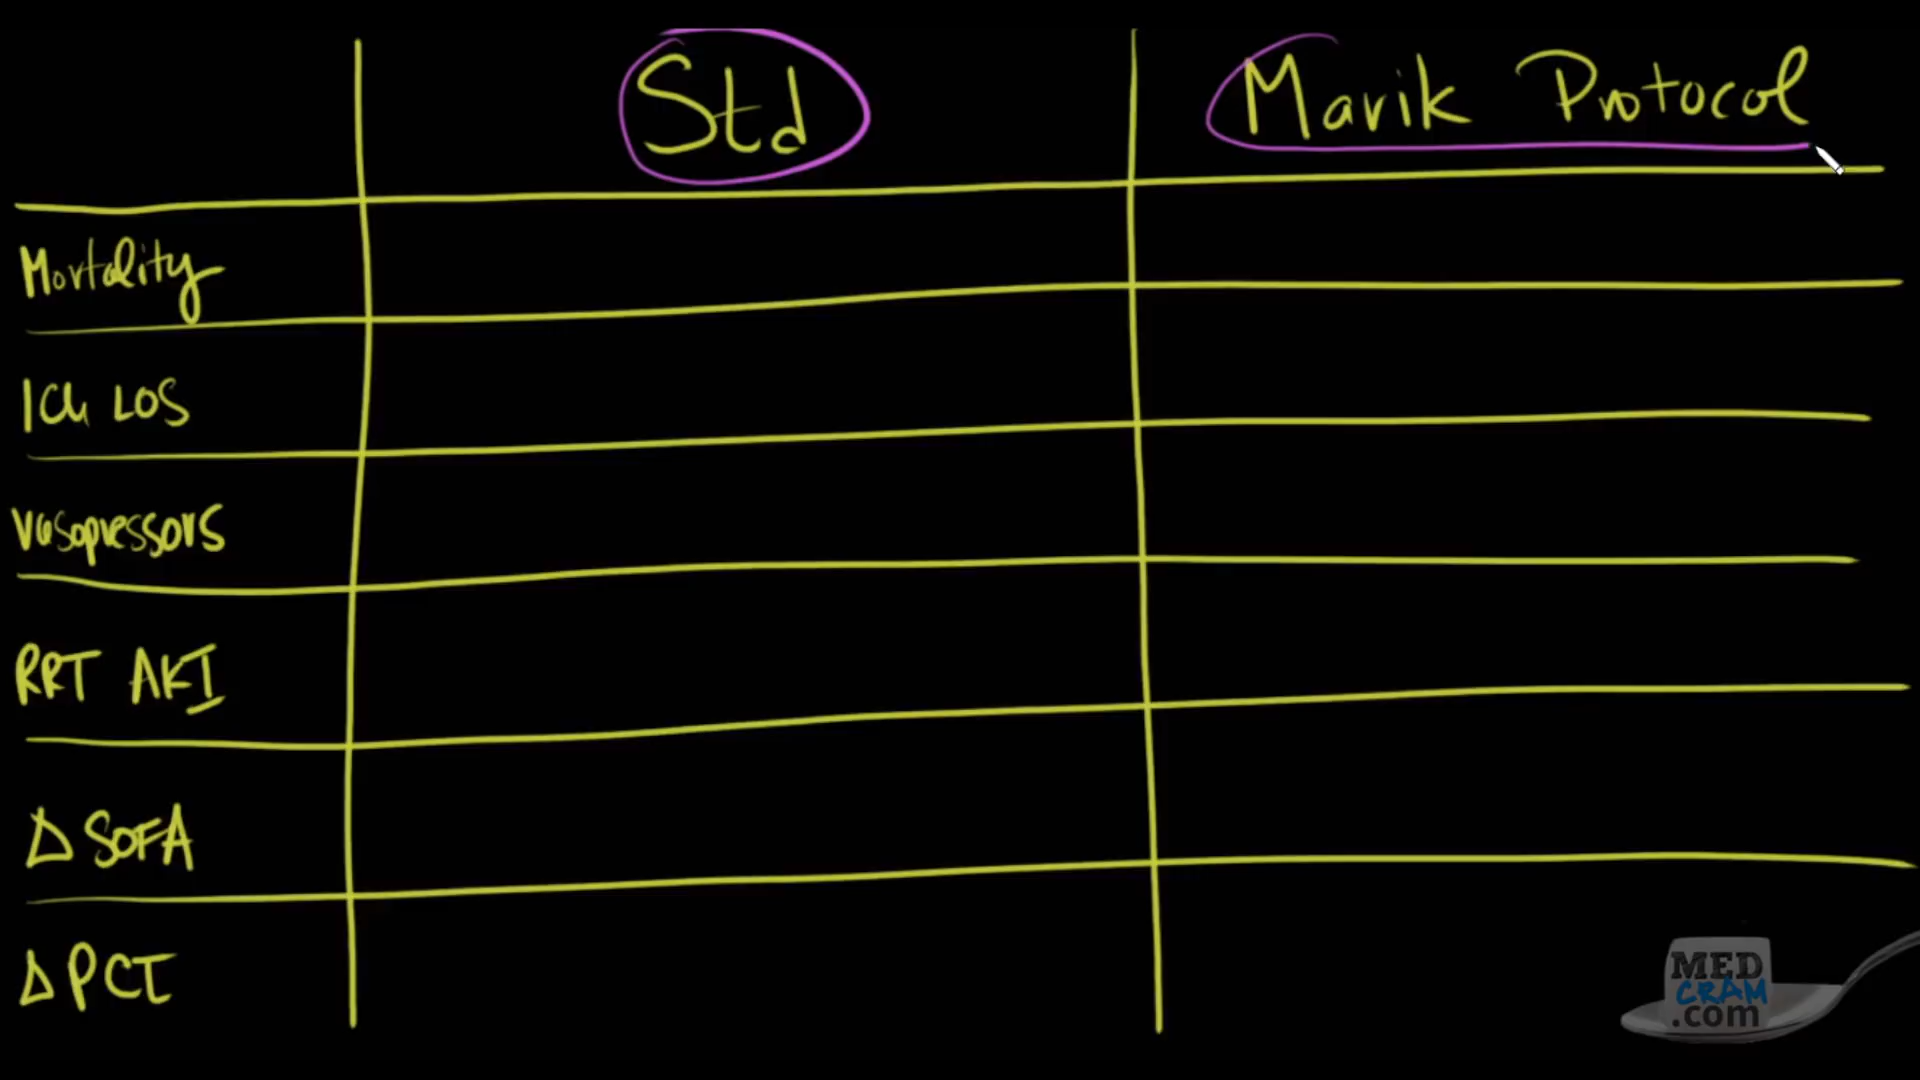 Std Marik Protocol
Mortality
ICU LOS
Vasopressors
RRT AKI
Δ SOFA
Δ PCT
MED
CRAM
.com